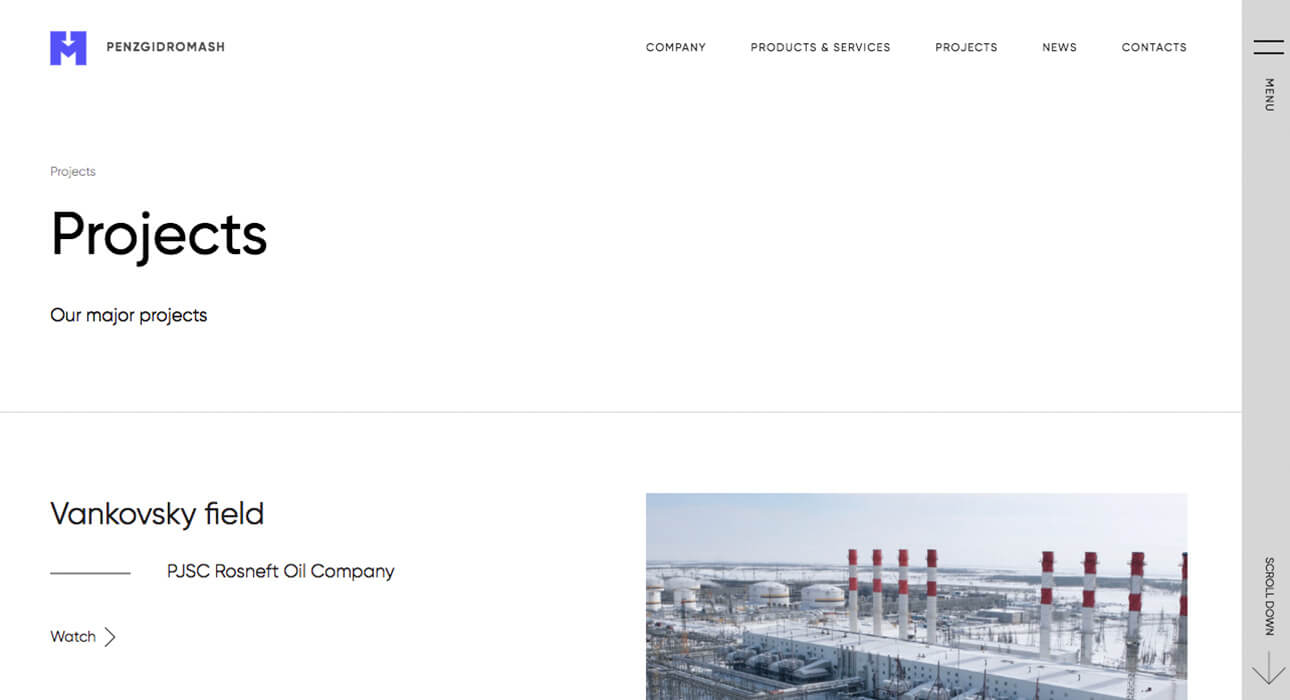 PENZGIDROMASH
COMPANY
PRODUCTS & SERVICES
PROJECTS
NEWS
CONTACTS
MENU
Projects
Projects
Our major projects
Vankovsky field
PJSC Rosneft Oil Company
Watch
SCROLL DOWN